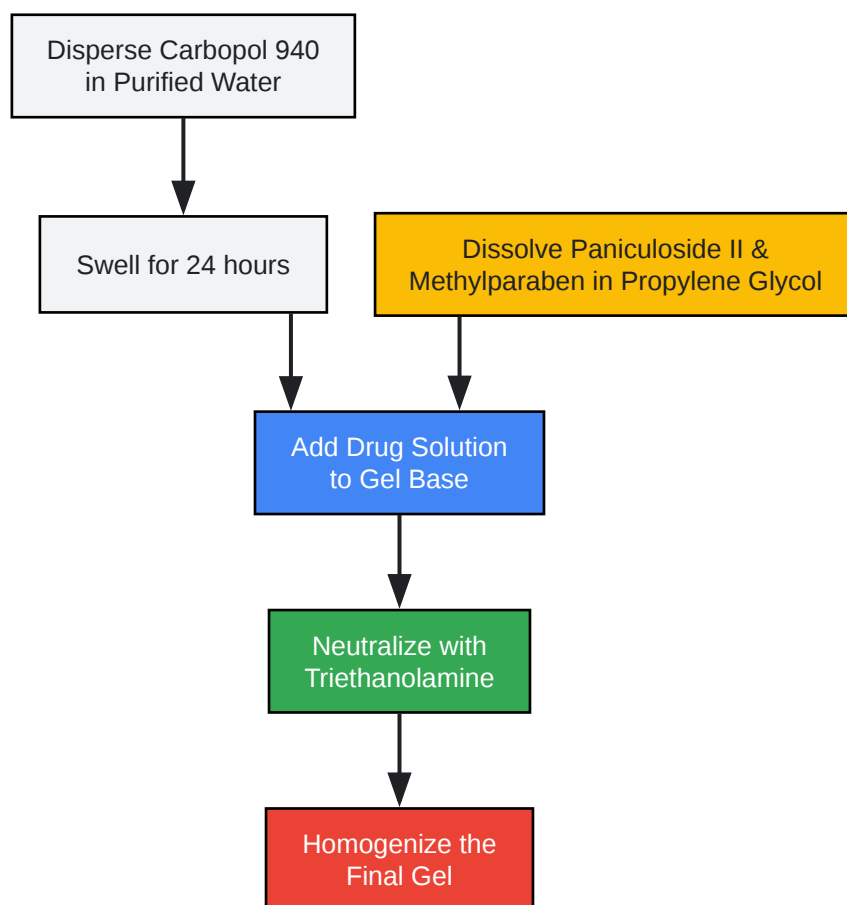 Disperse Carbopol 940
in Purified Water
Swell for 24 hours
Dissolve Paniculoside II &
Methylparaben in Propylene Glycol
Add Drug Solution
to Gel Base
Neutralize with
Triethanolamine
Homogenize the
Final Gel